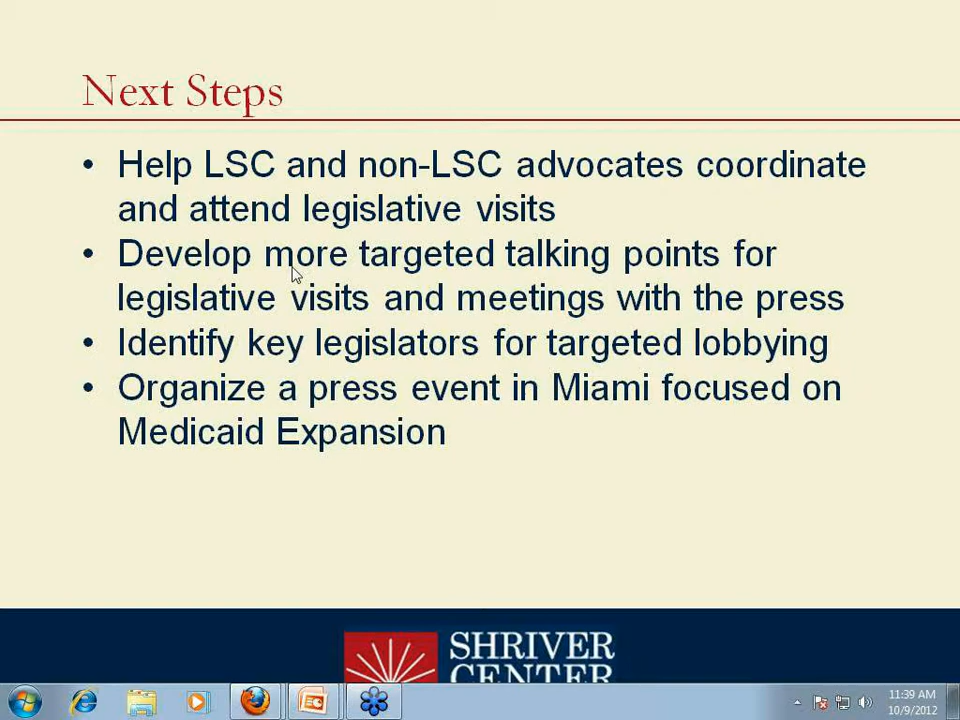 Next Steps
• Help LSC and non-LSC advocates coordinate
and attend legislative visits
• Develop more targeted talking points for
legislative visits and meetings with the press
• Identify key legislators for targeted lobbying
• Organize a press event in Miami focused on
Medicaid Expansion
SHRIVER
CENTER
11:39 AM
10/9/2012